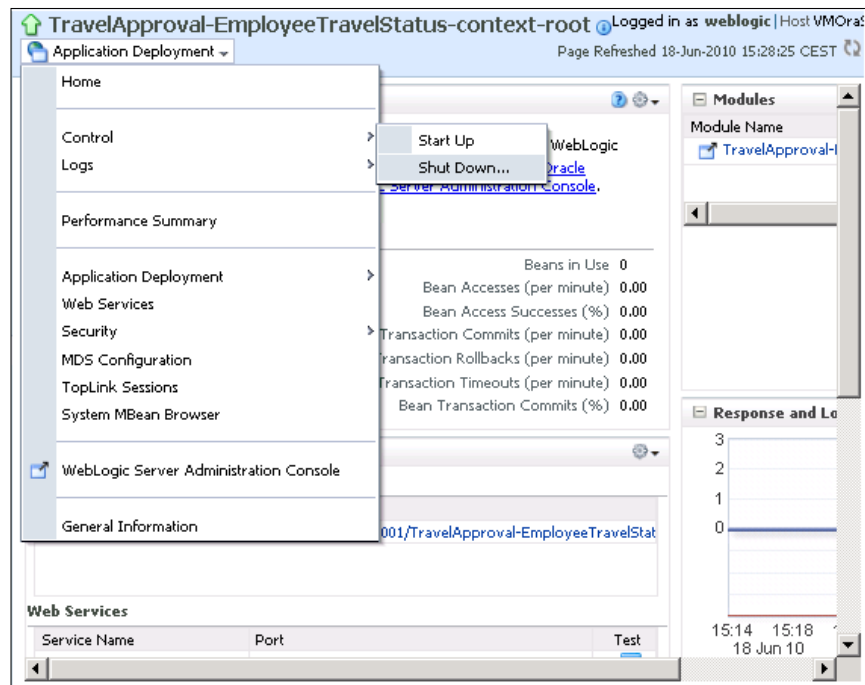 TravelApproval-EmployeeTravelStatus-context-root
Logged in as weblogic | Host
Application Deployment
Page Refreshed 18-Jun-2010 15:28:25 CEST
Home
Control
Logs
Performance Summary
Application Deployment
Web Services
Security
MDS Configuration
TopLink Sessions
System MBean Browser
WebLogic Server Administration Console
General Information
Start Up
Shut Down...
WebLogic
Oracle
Server Administration Console.
Beans in Use 0
Bean Accesses (per minute) 0.00
Bean Access Successes (%) 0.00
Transaction Commits (per minute) 0.00
Transaction Rollbacks (per minute) 0.00
Transaction Timeouts (per minute) 0.00
Bean Transaction Commits (%) 0.00
001/TravelApproval-EmployeeTravelStat
Web Services
Service Name Port Test
Modules
Module Name
TravelApproval-
Response and Lo
3
2
1
0
15:14 15:18
18 Jun 10